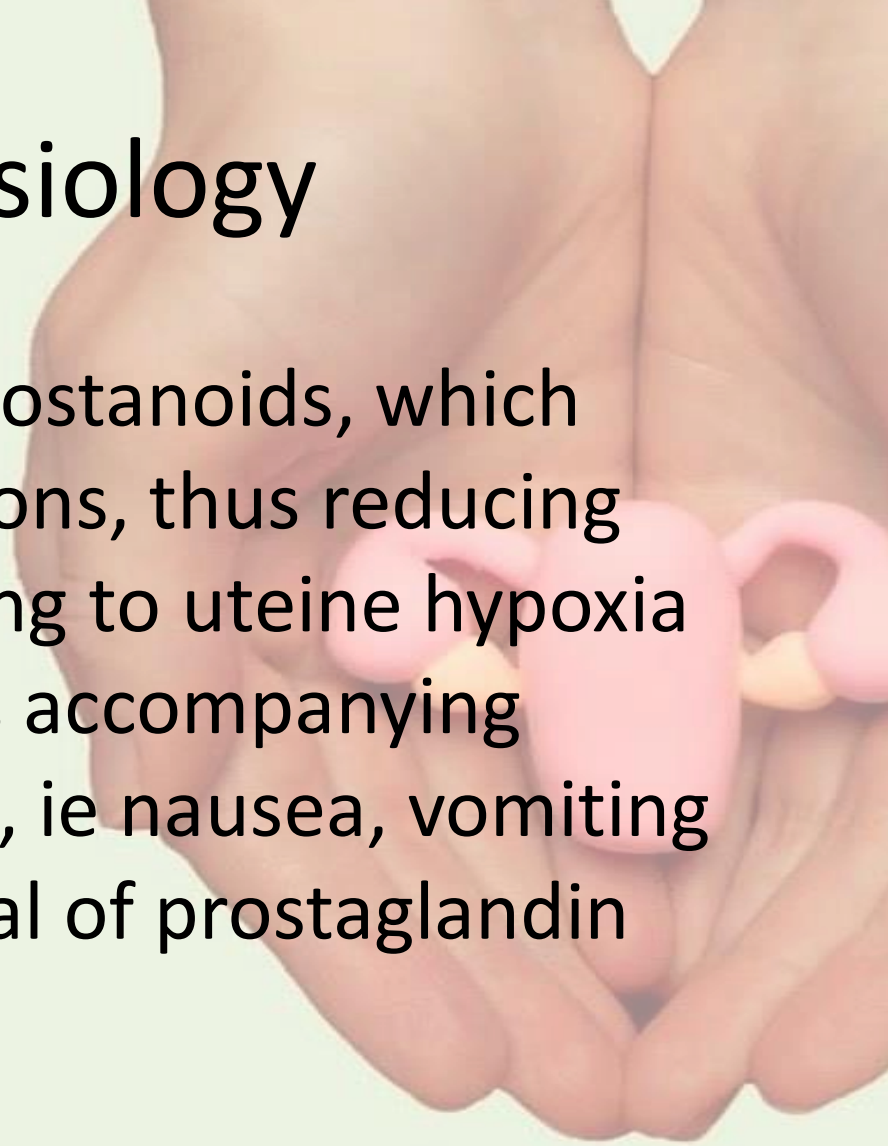 siology
ostanoids, which
ons, thus reducing
ng to uteine hypoxia
accompanying
, ie nausea, vomiting
al of prostaglandin